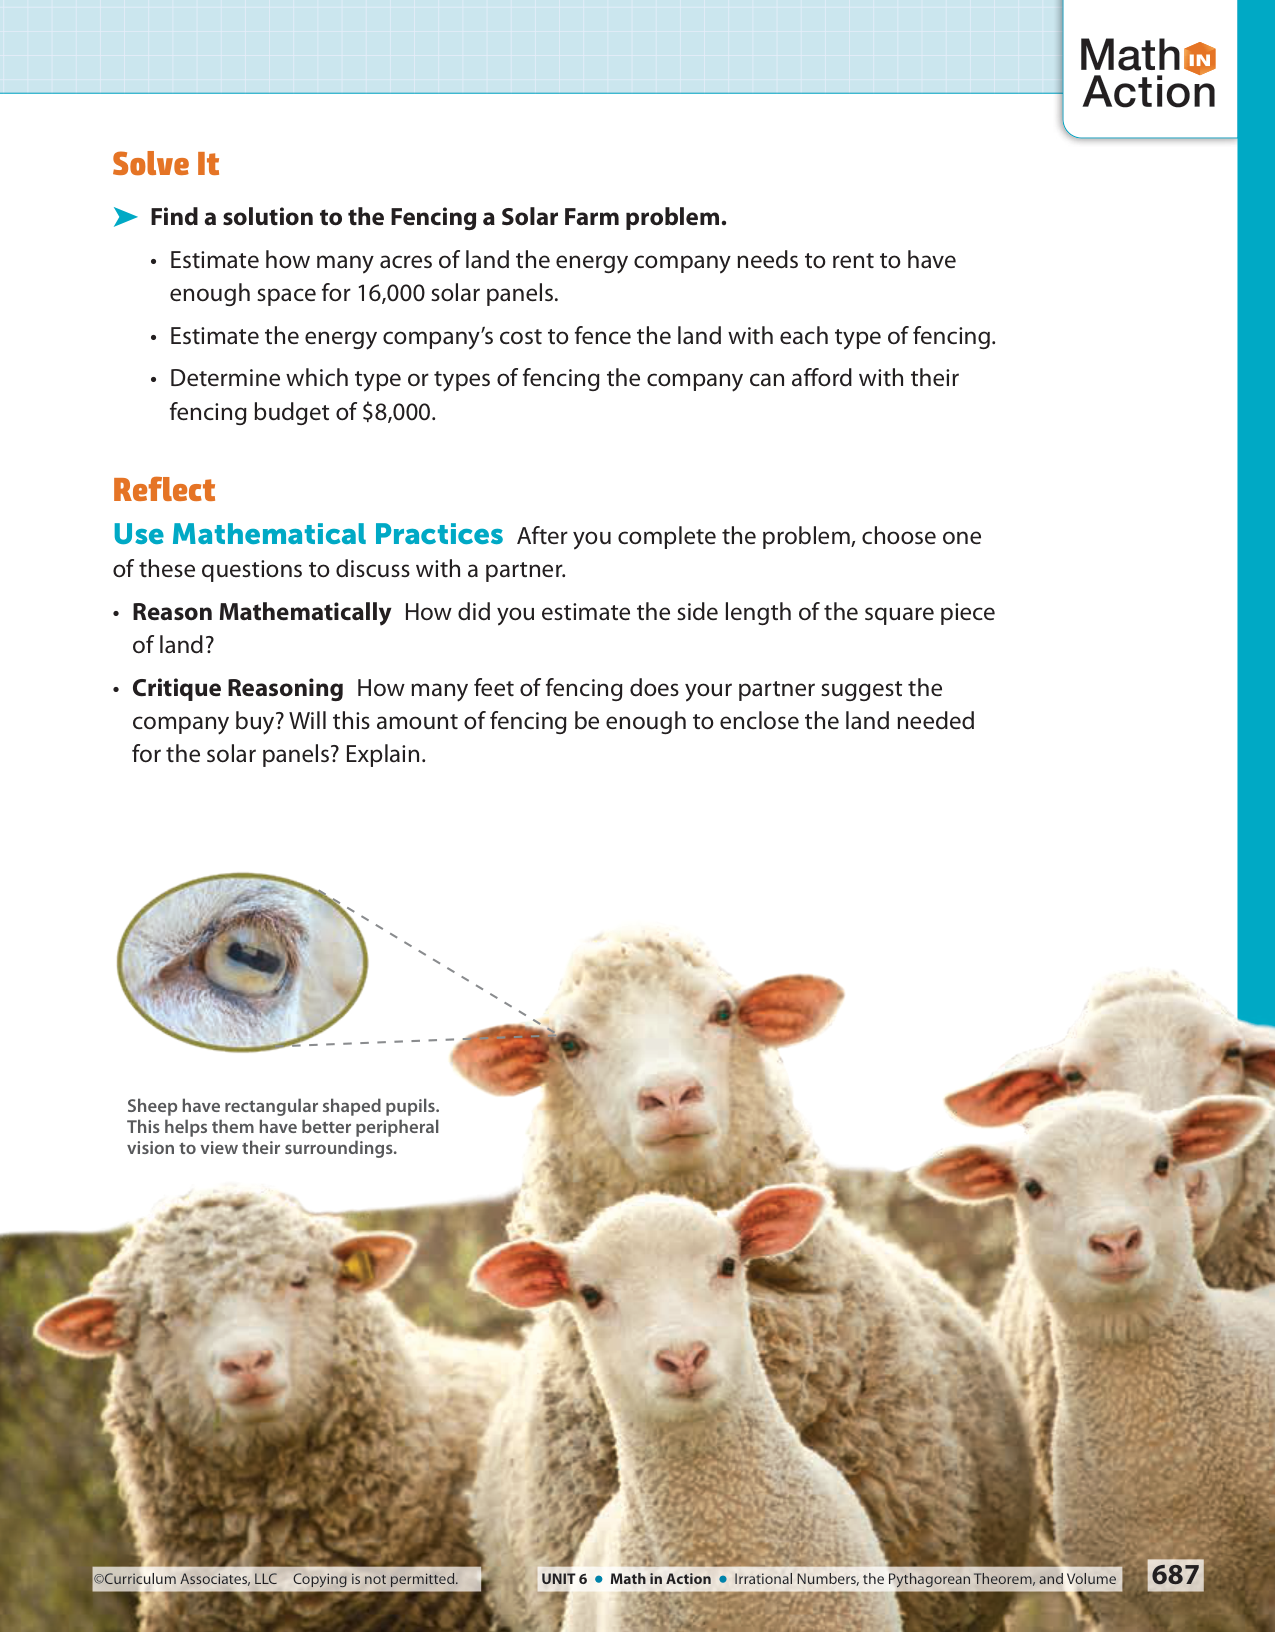 Math IN
Action
Solve It
➤ Find a solution to the Fencing a Solar Farm problem.
• Estimate how many acres of land the energy company needs to rent to have
enough space for 16,000 solar panels.
• Estimate the energy company’s cost to fence the land with each type of fencing.
• Determine which type or types of fencing the company can afford with their
fencing budget of $8,000.
Reflect
Use Mathematical Practices After you complete the problem, choose one
of these questions to discuss with a partner.
• Reason Mathematically How did you estimate the side length of the square piece
of land?
• Critique Reasoning How many feet of fencing does your partner suggest the
company buy? Will this amount of fencing be enough to enclose the land needed
for the solar panels? Explain.
Sheep have rectangular shaped pupils.
This helps them have better peripheral
vision to view their surroundings.
©Curriculum Associates, LLC Copying is not permitted.
UNIT 6 • Math in Action • Irrational Numbers, the Pythagorean Theorem, and Volume
687